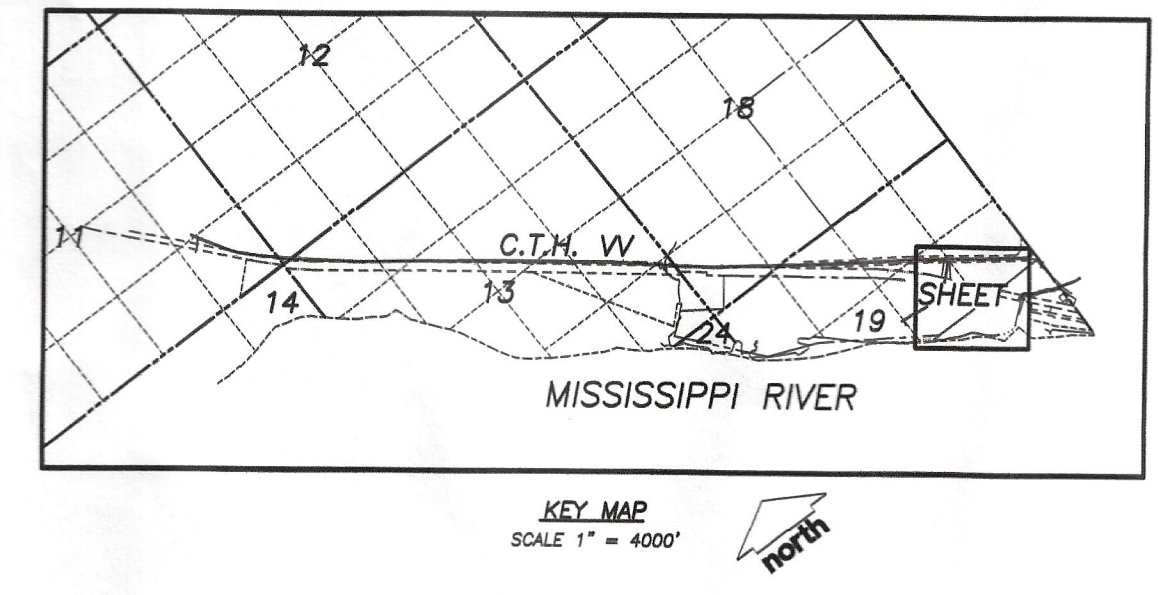 12
18
11
C.T.H. VV
14
13
24
19
SHEET
MISSISSIPPI RIVER
KEY MAP
SCALE 1" = 4000'
north